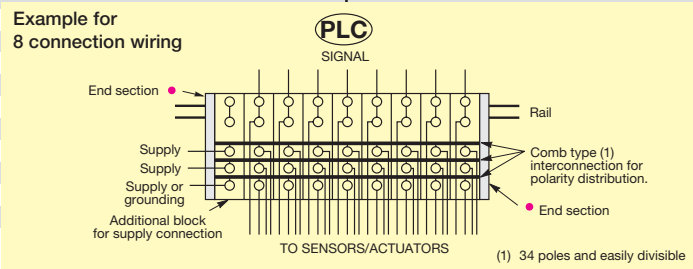 Example for
8 connection wiring
PLC
SIGNAL
End section
Rail
Supply
Supply
Supply or
grounding
Additional block
for supply connection
Comb type (1)
interconnection for
polarity distribution.
End section
TO SENSORS/ACTUATORS
(1) 34 poles and easily divisible